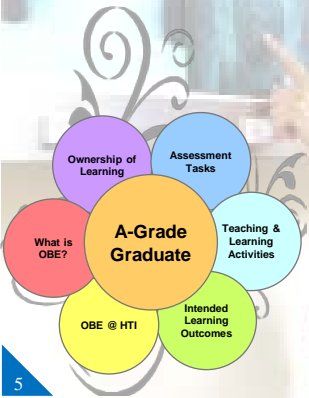 Ownership of
Learning
Assessment
Tasks
What is
OBE?
A-Grade
Graduate
Teaching &
Learning
Activities
OBE @ HTI
Intended
Learning
Outcomes
5